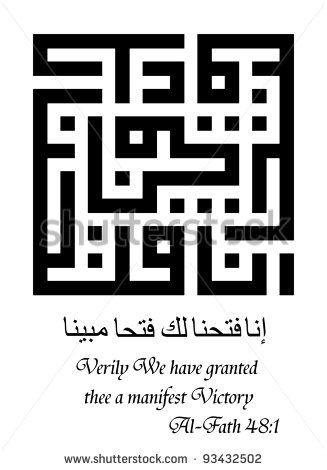 shutterstock
إنا فتحنا لك فتحا مبينا
Verily We have granted
thee a manifest Victory
Al-Fath 48:1
www.shutterstock.com · 93432502